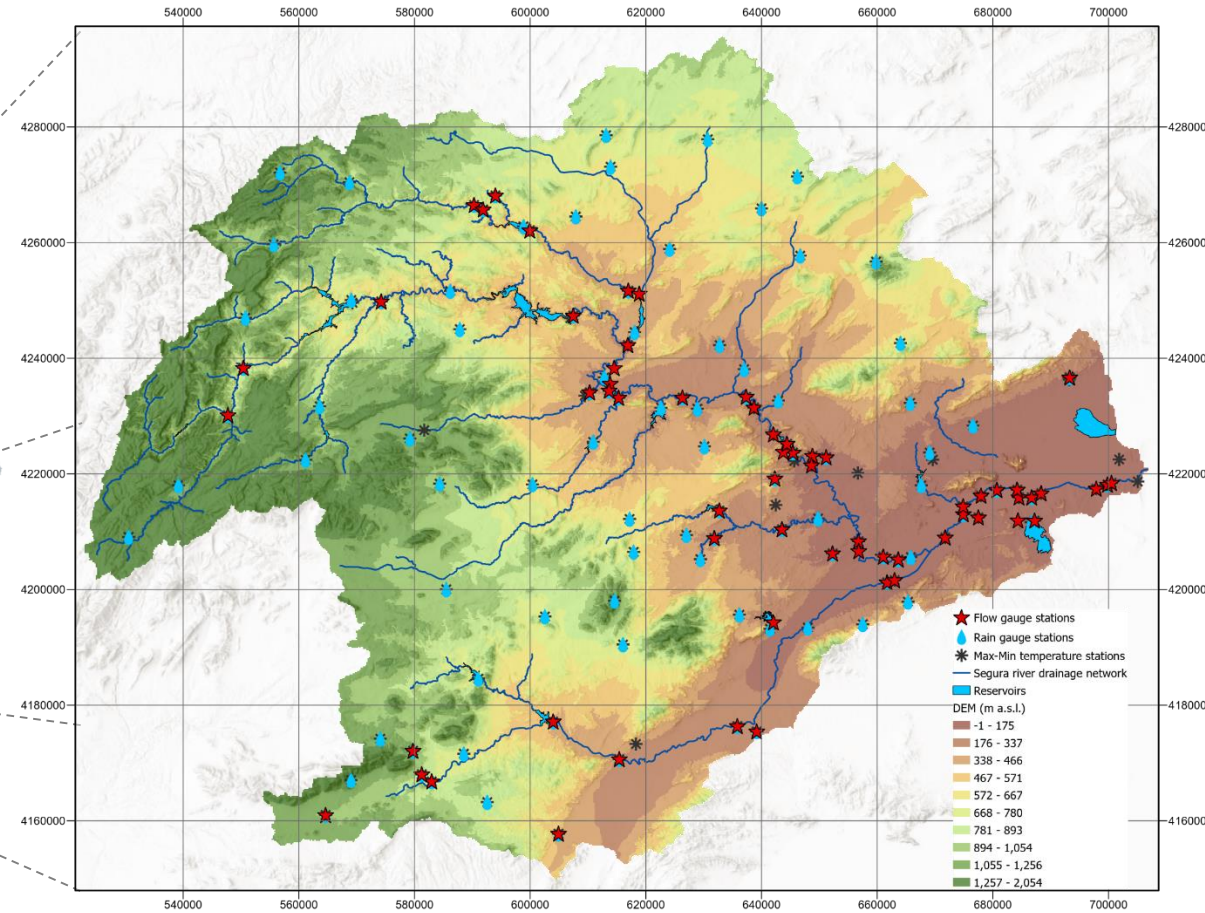 540000 560000 580000 600000 620000 640000 660000 680000 700000
4280000 4280000
4260000 4260000
4240000 4240000
4220000 4220000
4200000 4200000
Flow gauge stations
Rain gauge stations
Max-Min temperature stations
Segura river drainage network
Reservoirs
4180000 4180000
DEM (m a.s.l.)
-1 - 175
176 - 337
338 - 466
467 - 571
572 - 667
668 - 780
781 - 893
4160000 4160000
894 - 1,054
1,055 - 1,256
1,257 - 2,054
540000 560000 580000 600000 620000 640000 660000 680000 700000